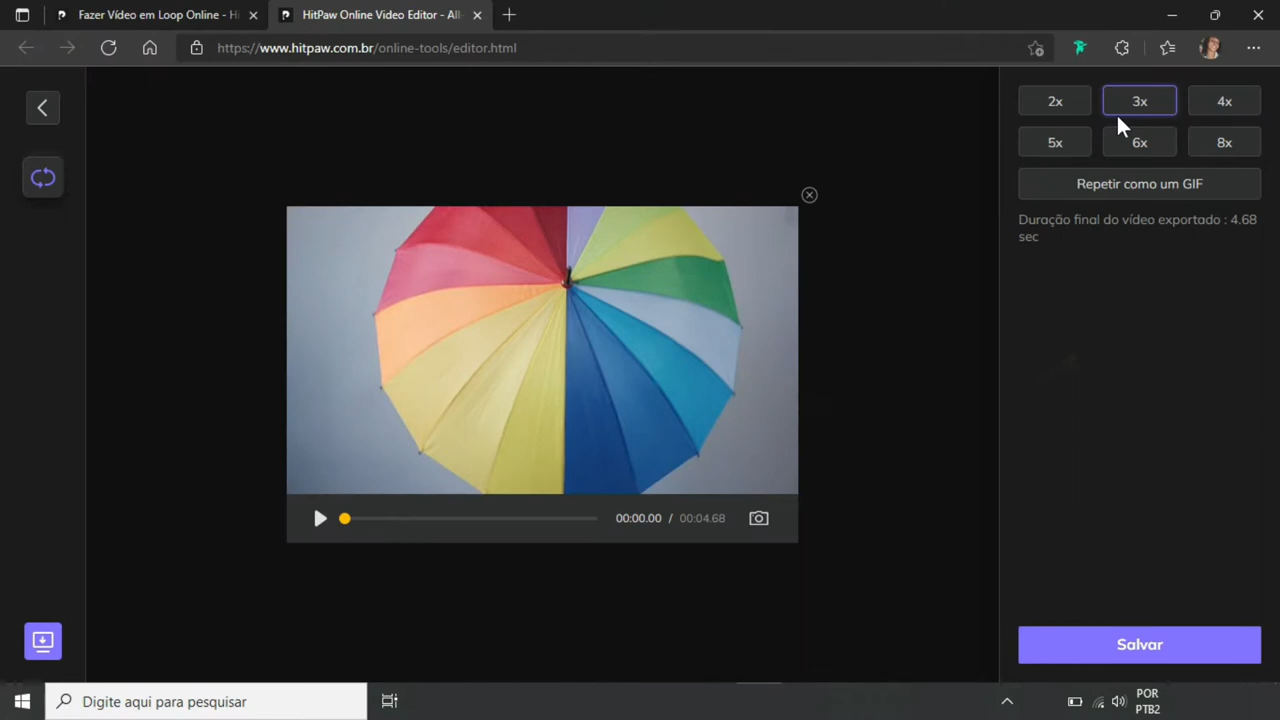 Fazer Vídeo em Loop Online - Hi
HitPaw Online Video Editor - All-
https://www.hitpaw.com.br/online-tools/editor.html
2x
3x
4x
5x
6x
8x
Repetir como um GIF
Duração final do vídeo exportado : 4.68
sec
00:00.00 / 00:04.68
Salvar
Digite aqui para pesquisar
POR
PTB2